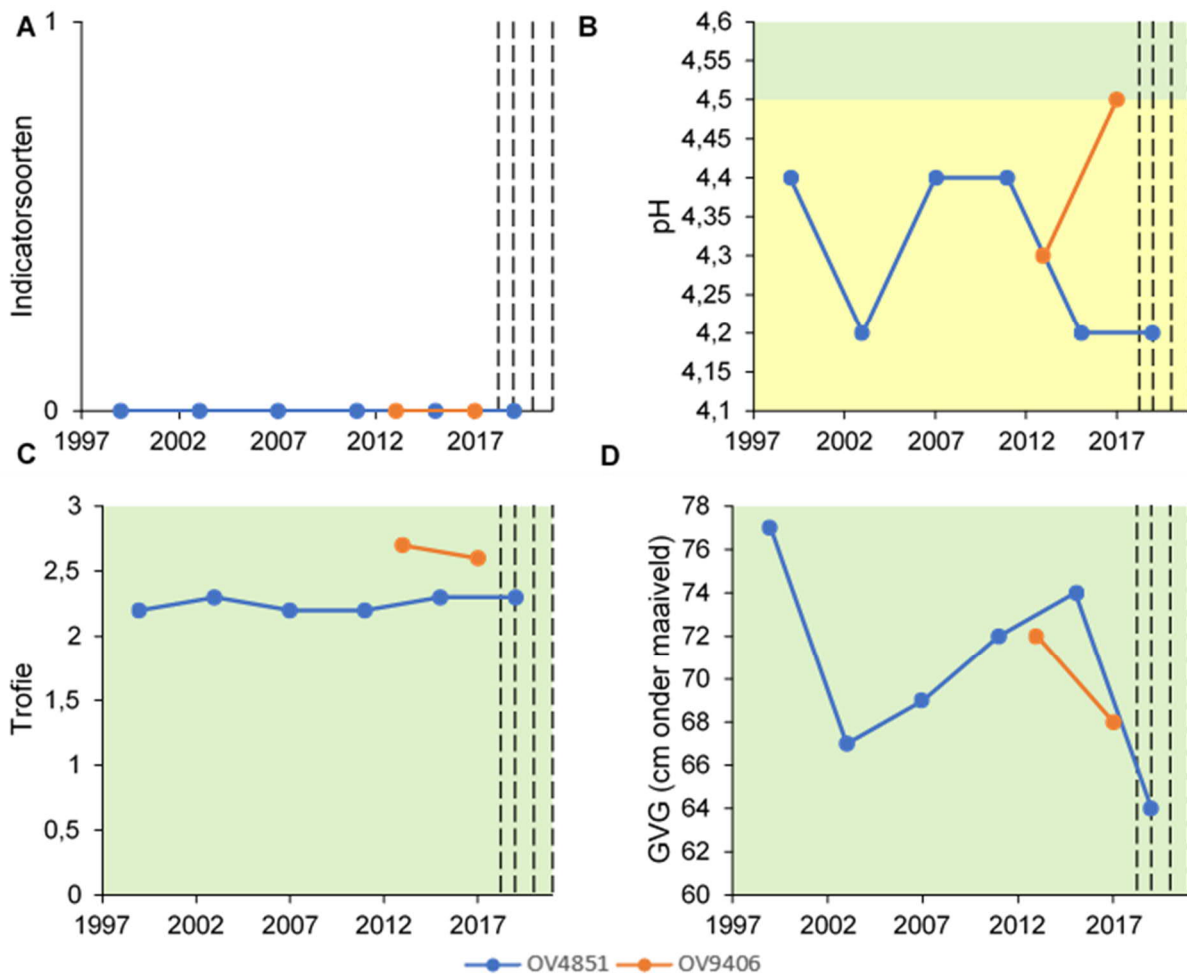 A
1
Indicatorsoorten
0
1997 2002 2007 2012 2017
B
4,6
4,55
4,5
4,45
4,4
4,35
4,3
4,25
4,2
4,15
4,1
pH
1997 2002 2007 2012 2017
C
3
2,5
2
1,5
1
0,5
0
Trofie
1997 2002 2007 2012 2017
D
78
76
74
72
70
68
66
64
62
60
GVG (cm onder maaiveld)
1997 2002 2007 2012 2017
OV4851 OV9406